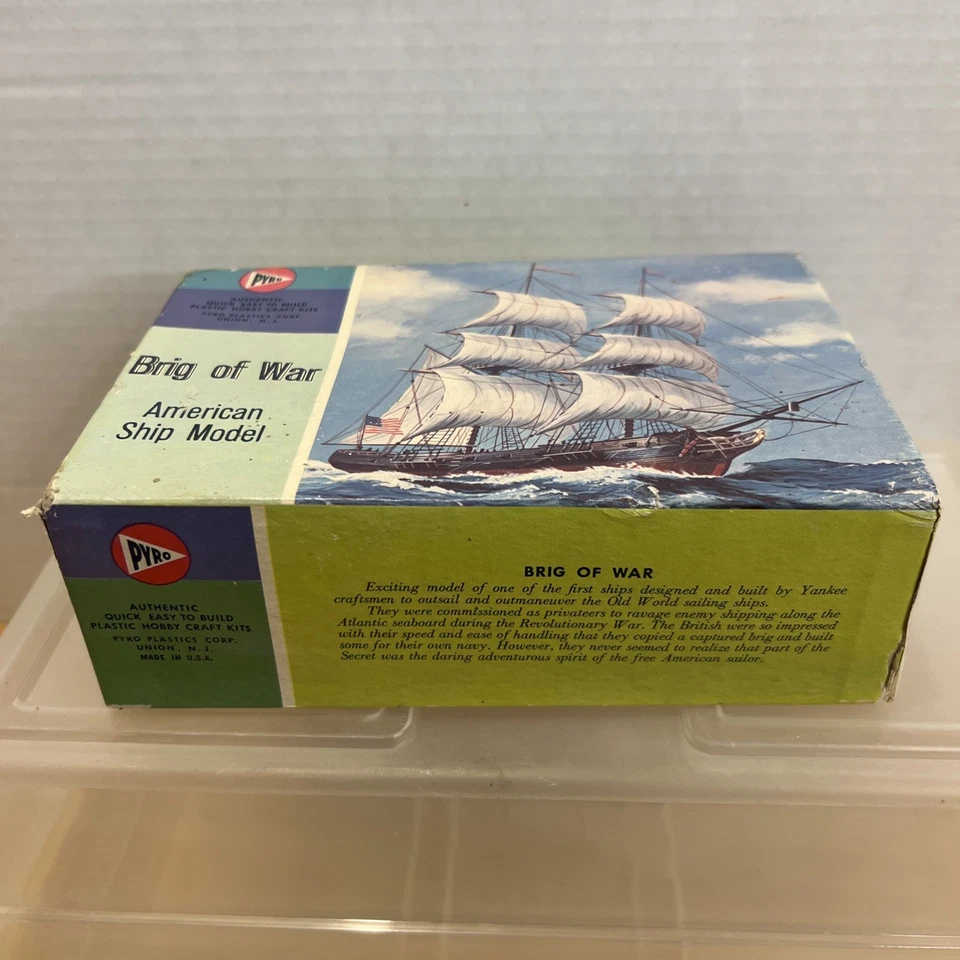 PYRO
AUTHENTIC
QUICK EASY TO BUILD
PLASTIC HOBBY CRAFT KITS
PYRO PLASTICS CORP.
UNION, N. J.
Brig of War
American
Ship Model
PYRO
AUTHENTIC
QUICK EASY TO BUILD
PLASTIC HOBBY CRAFT KITS
PYRO PLASTICS CORP.
UNION, N. J.
MADE IN U.S.A.
BRIG OF WAR
Exciting model of one of the first ships designed and built by Yankee
craftsmen to outsail and outmaneuver the Old World sailing ships.
They were commissioned as privateers to ravage enemy shipping along the
Atlantic seaboard during the Revolutionary War. The British were so impressed
with their speed and ease of handling that they copied a captured brig and built
some for their own navy. However, they never seemed to realize that part of the
Secret was the daring adventurous spirit of the free American sailor.